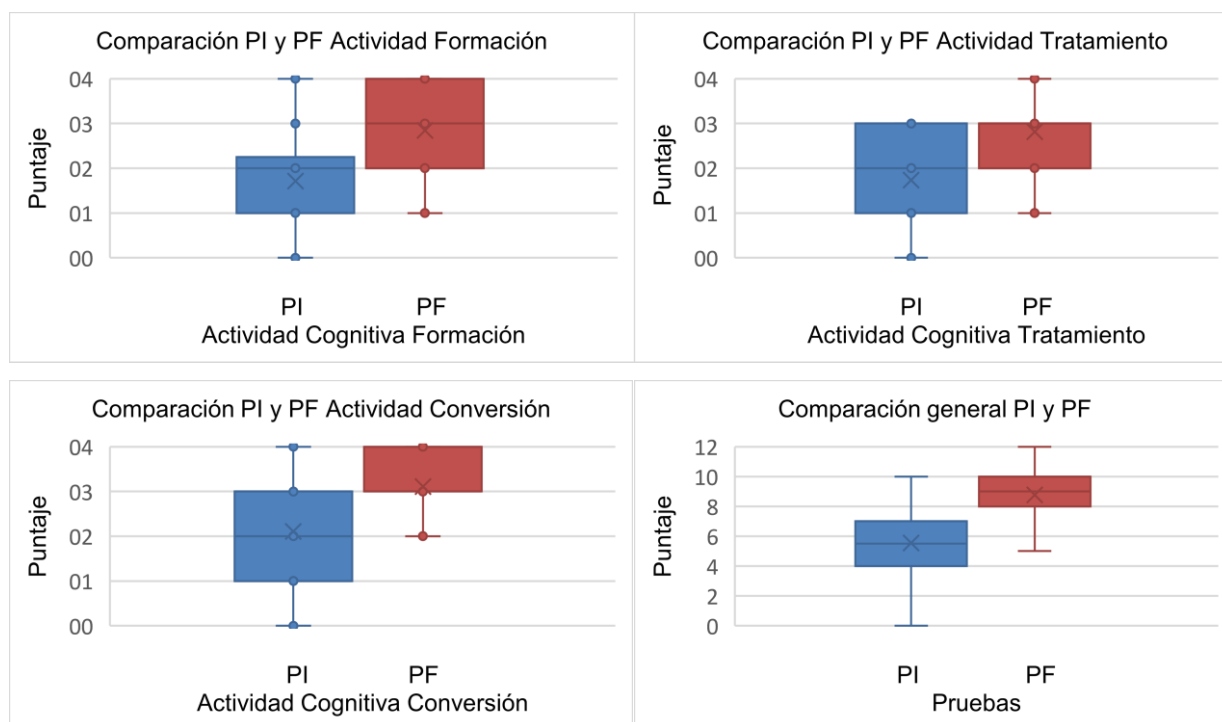 Comparación PI y PF Actividad Formación
04
03
02
01
00
Puntaje
PI PF
Actividad Cognitiva Formación
Comparación PI y PF Actividad Tratamiento
04
03
02
01
00
Puntaje
PI PF
Actividad Cognitiva Tratamiento
Comparación PI y PF Actividad Conversión
04
03
02
01
00
Puntaje
PI PF
Actividad Cognitiva Conversión
Comparación general PI y PF
12
10
8
6
4
2
0
Puntaje
PI PF
Pruebas